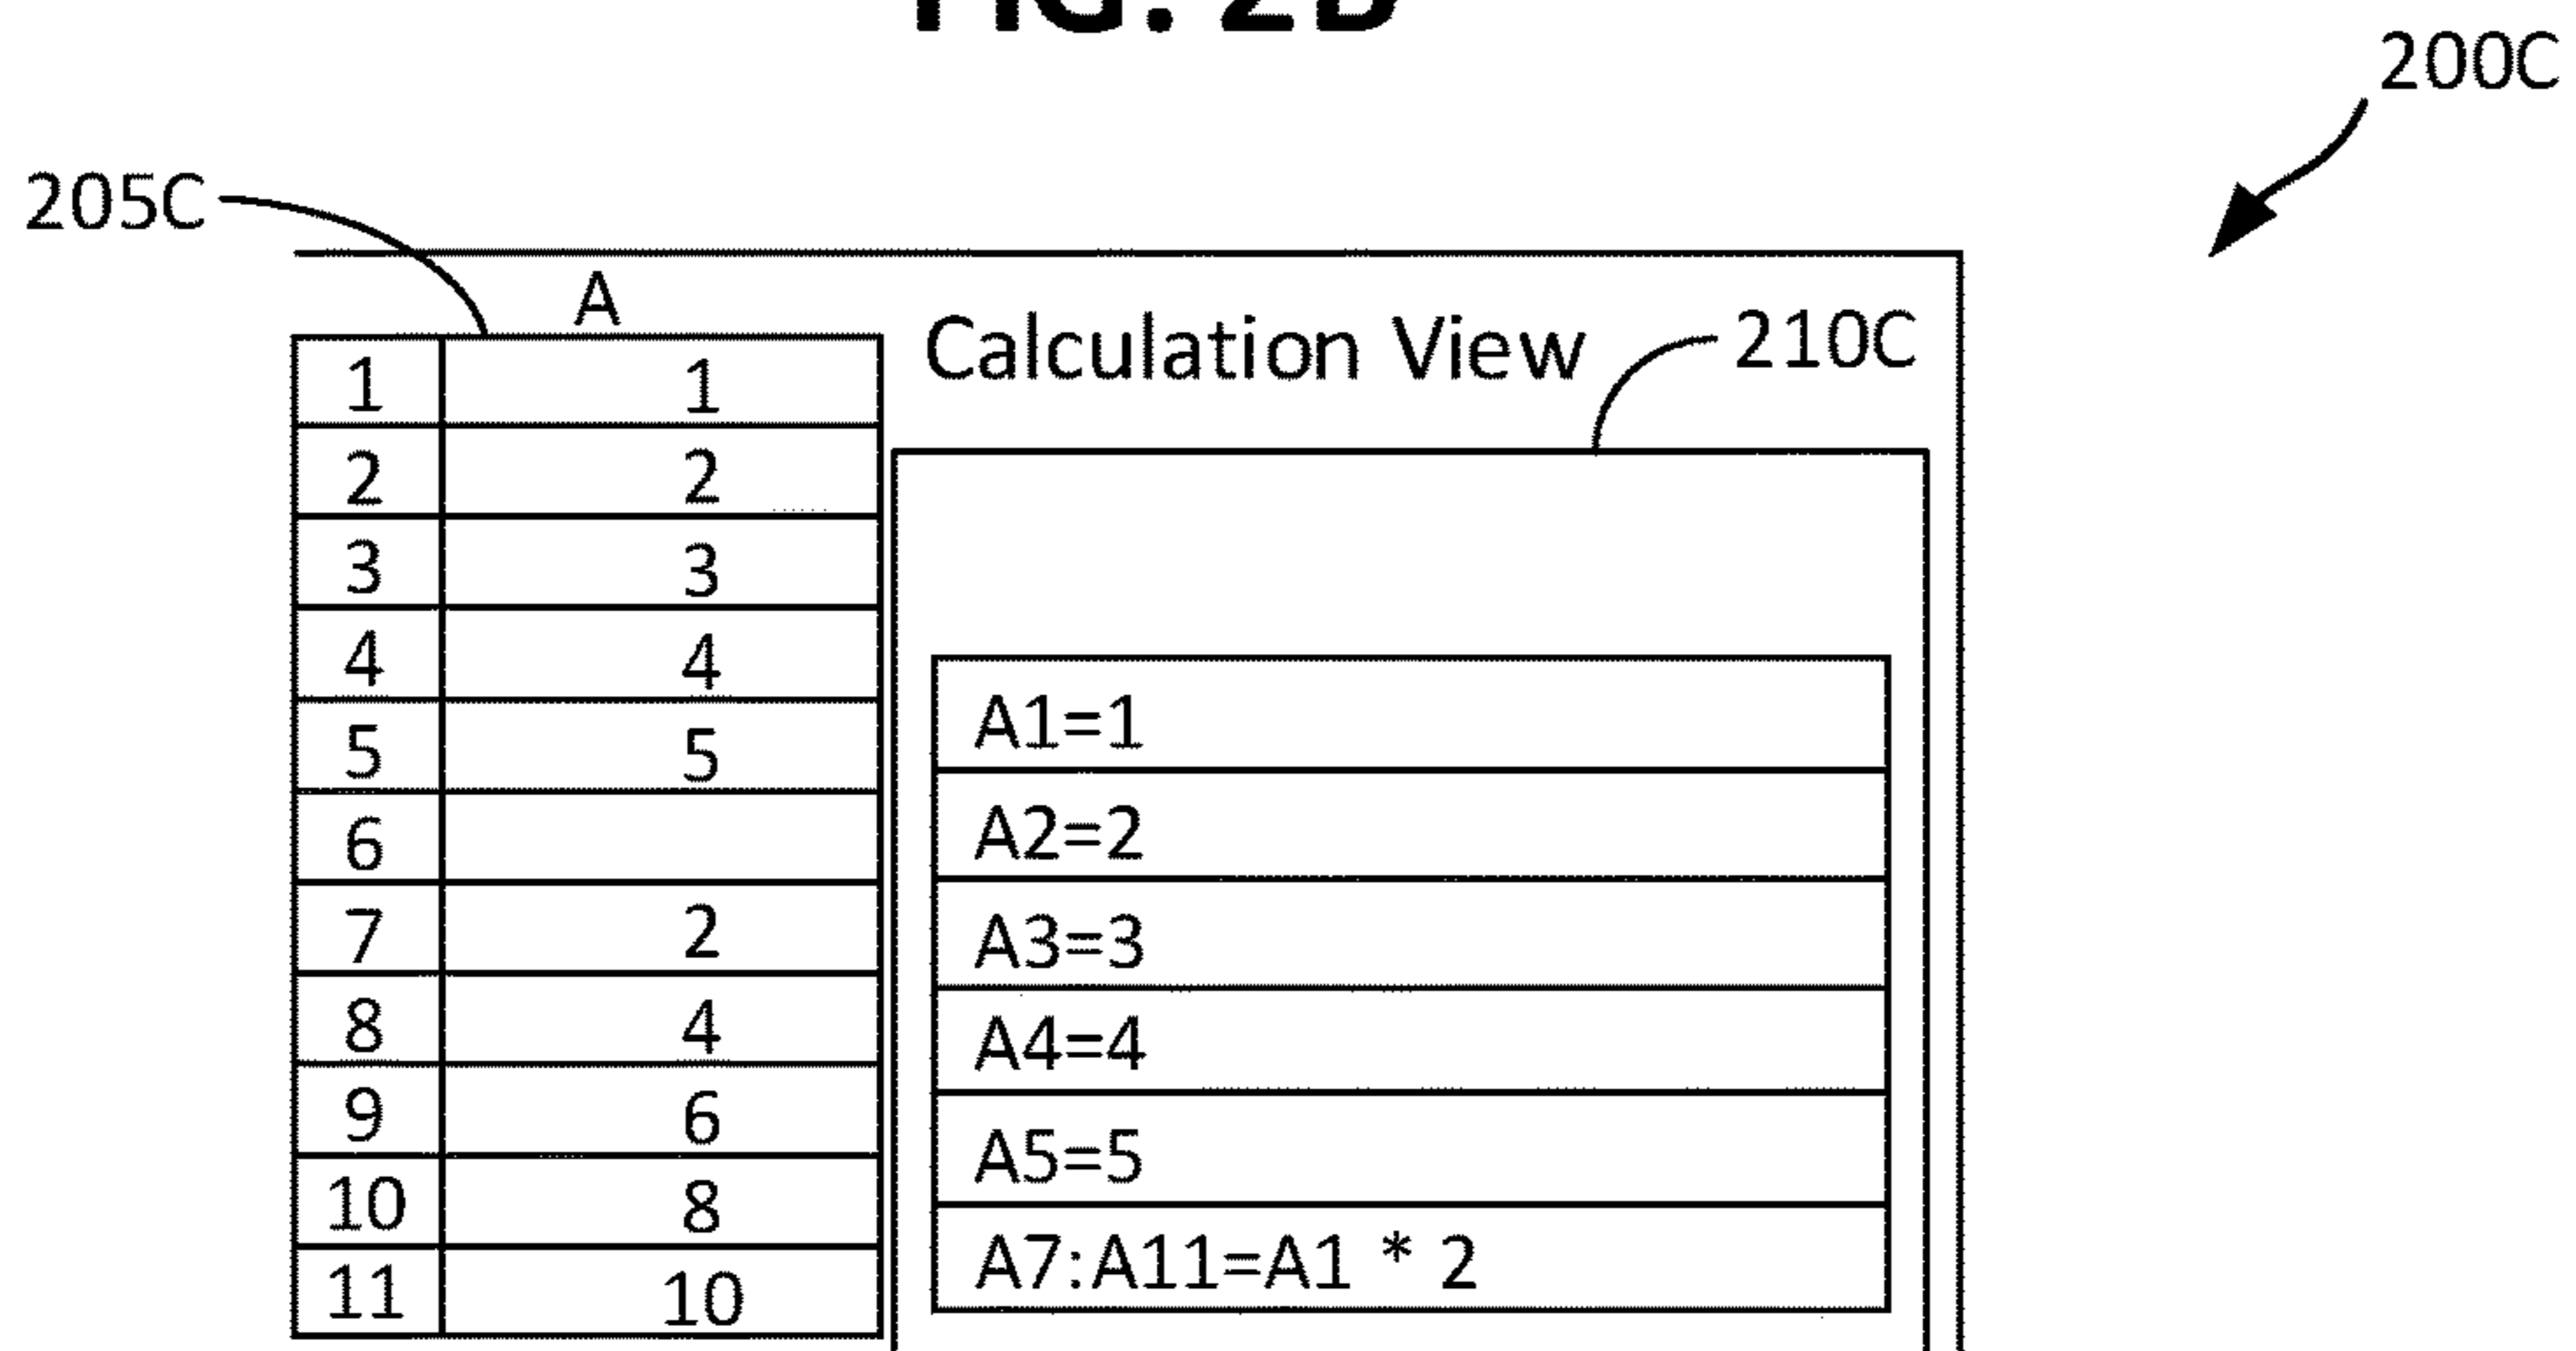 FIG. 2B
200C
205C
A
Calculation View
210C
1 1
2 2
3 3
4 4
5 5
6
7 2
8 4
9 6
10 8
11 10
A1=1
A2=2
A3=3
A4=4
A5=5
A7:A11=A1 * 2